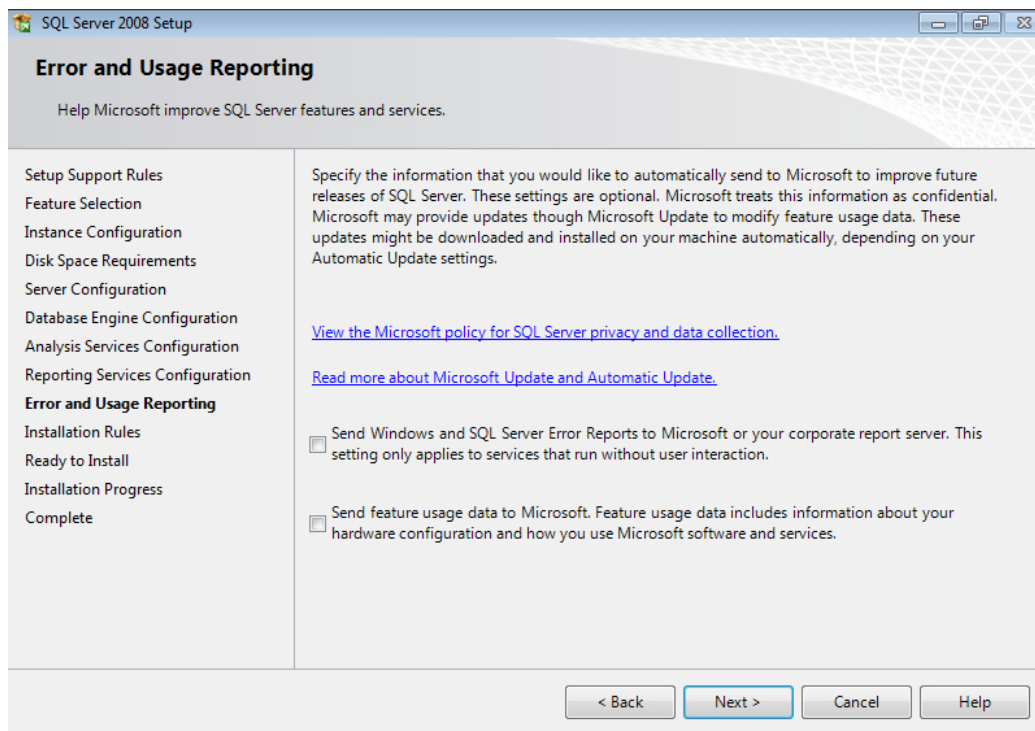 SQL Server 2008 Setup
Error and Usage Reporting
Help Microsoft improve SQL Server features and services.
Setup Support Rules
Feature Selection
Instance Configuration
Disk Space Requirements
Server Configuration
Database Engine Configuration
Analysis Services Configuration
Reporting Services Configuration
Error and Usage Reporting
Installation Rules
Ready to Install
Installation Progress
Complete
Specify the information that you would like to automatically send to Microsoft to improve future
releases of SQL Server. These settings are optional. Microsoft treats this information as confidential.
Microsoft may provide updates though Microsoft Update to modify feature usage data. These
updates might be downloaded and installed on your machine automatically, depending on your
Automatic Update settings.
View the Microsoft policy for SQL Server privacy and data collection.
Read more about Microsoft Update and Automatic Update.
Send Windows and SQL Server Error Reports to Microsoft or your corporate report server. This
setting only applies to services that run without user interaction.
Send feature usage data to Microsoft. Feature usage data includes information about your
hardware configuration and how you use Microsoft software and services.
< Back Next > Cancel Help